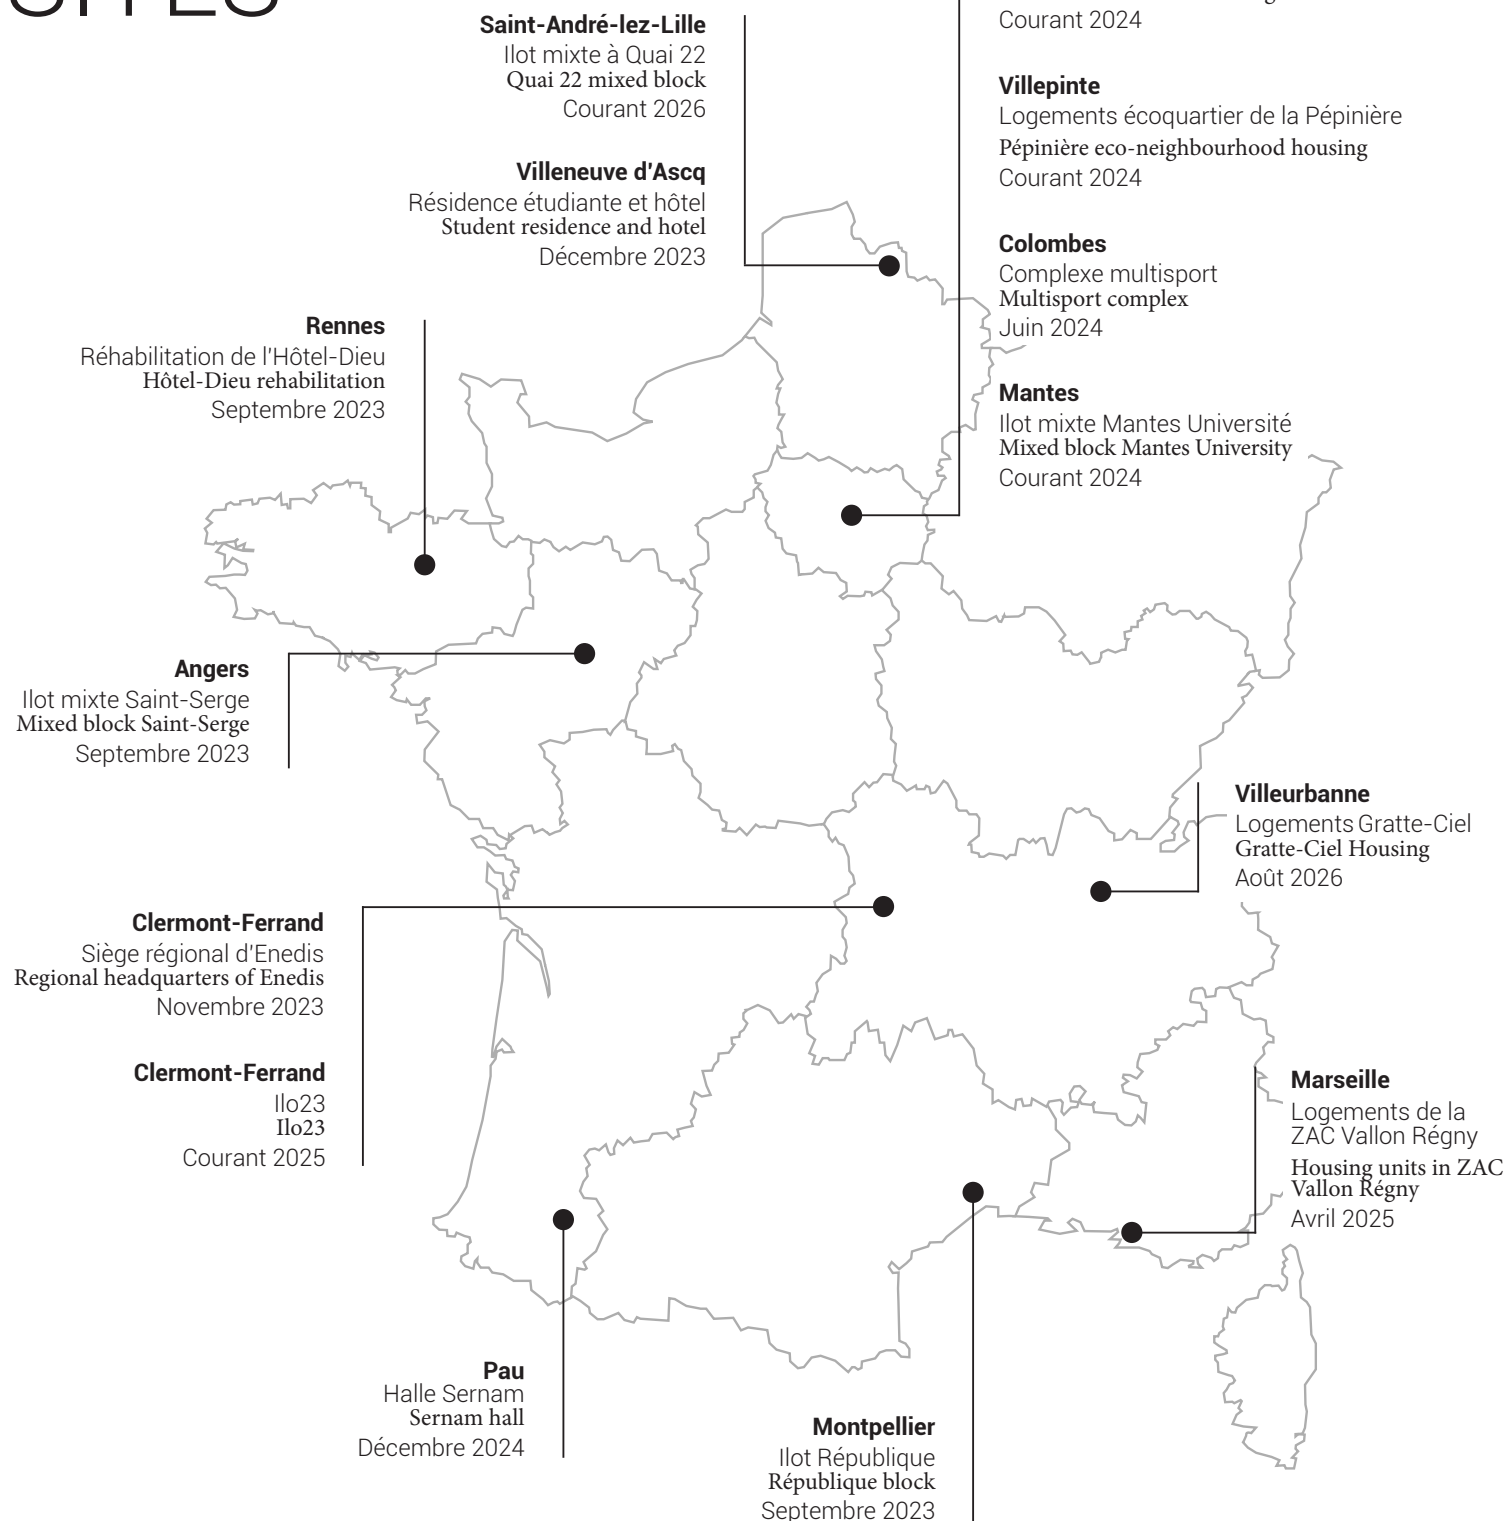 Saint-André-lez-Lille
Ilot mixte à Quai 22
Quai 22 mixed block
Courant 2026
Villeneuve d'Ascq
Résidence étudiante et hôtel
Student residence and hotel
Décembre 2023
Rennes
Réhabilitation de l'Hôtel-Dieu
Hôtel-Dieu rehabilitation
Septembre 2023
Angers
Ilot mixte Saint-Serge
Mixed block Saint-Serge
Septembre 2023
Clermont-Ferrand
Siège régional d'Enedis
Regional headquarters of Enedis
Novembre 2023
Clermont-Ferrand
Ilo23
Ilo23
Courant 2025
Pau
Halle Sernam
Sernam hall
Décembre 2024
Montpellier
Ilot République
République block
Septembre 2023
Courant 2024
Villepinte
Logements écoquartier de la Pépinière
Pépinière eco-neighbourhood housing
Courant 2024
Colombes
Complexe multisport
Multisport complex
Juin 2024
Mantes
Ilot mixte Mantes Université
Mixed block Mantes University
Courant 2024
Villeurbanne
Logements Gratte-Ciel
Gratte-Ciel Housing
Août 2026
Marseille
Logements de la
ZAC Vallon Régny
Housing units in ZAC
Vallon Régny
Avril 2025